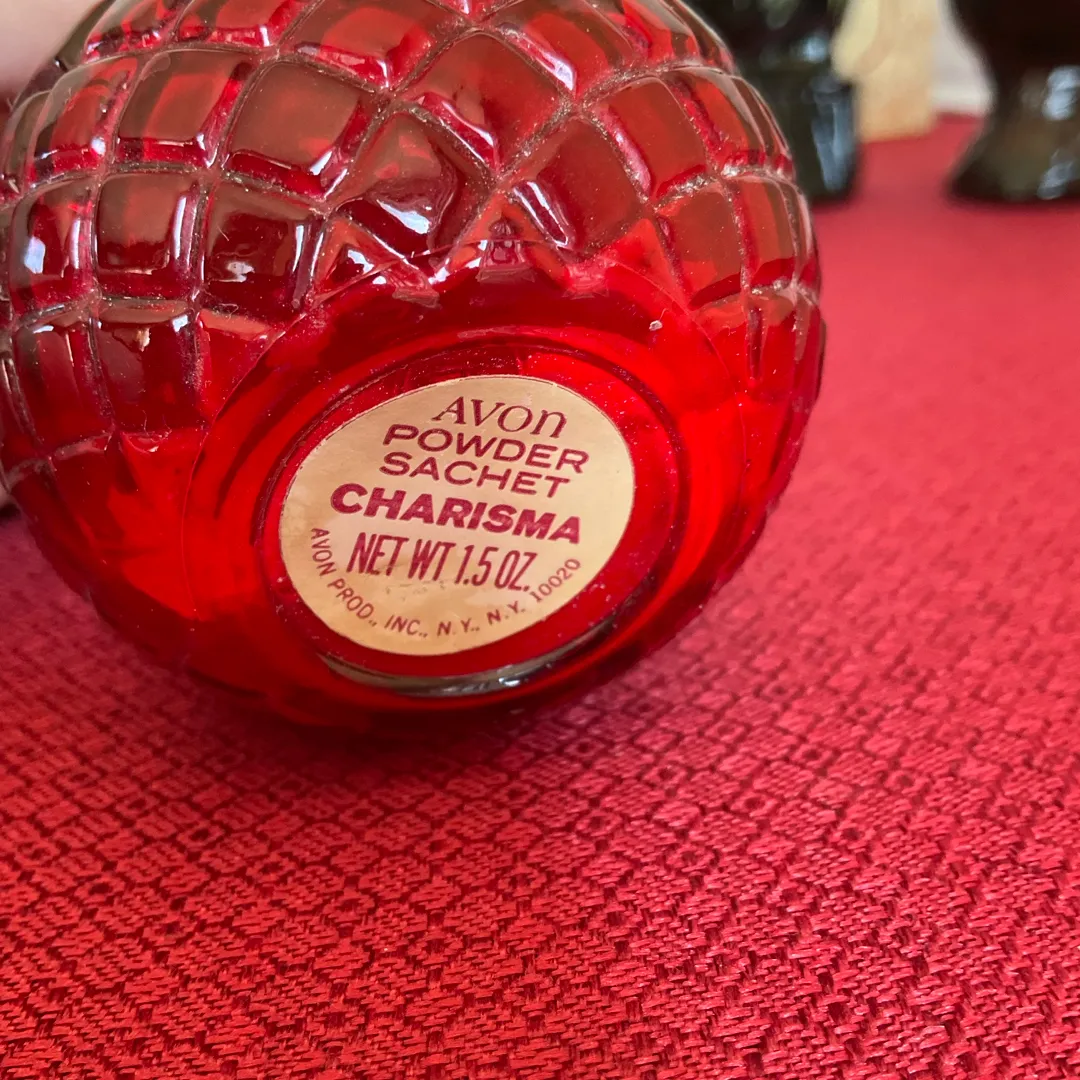 AVON
POWDER
SACHET
CHARISMA
NET WT 1.5 OZ.
AVON PROD., INC., N.Y., N.Y. 10020